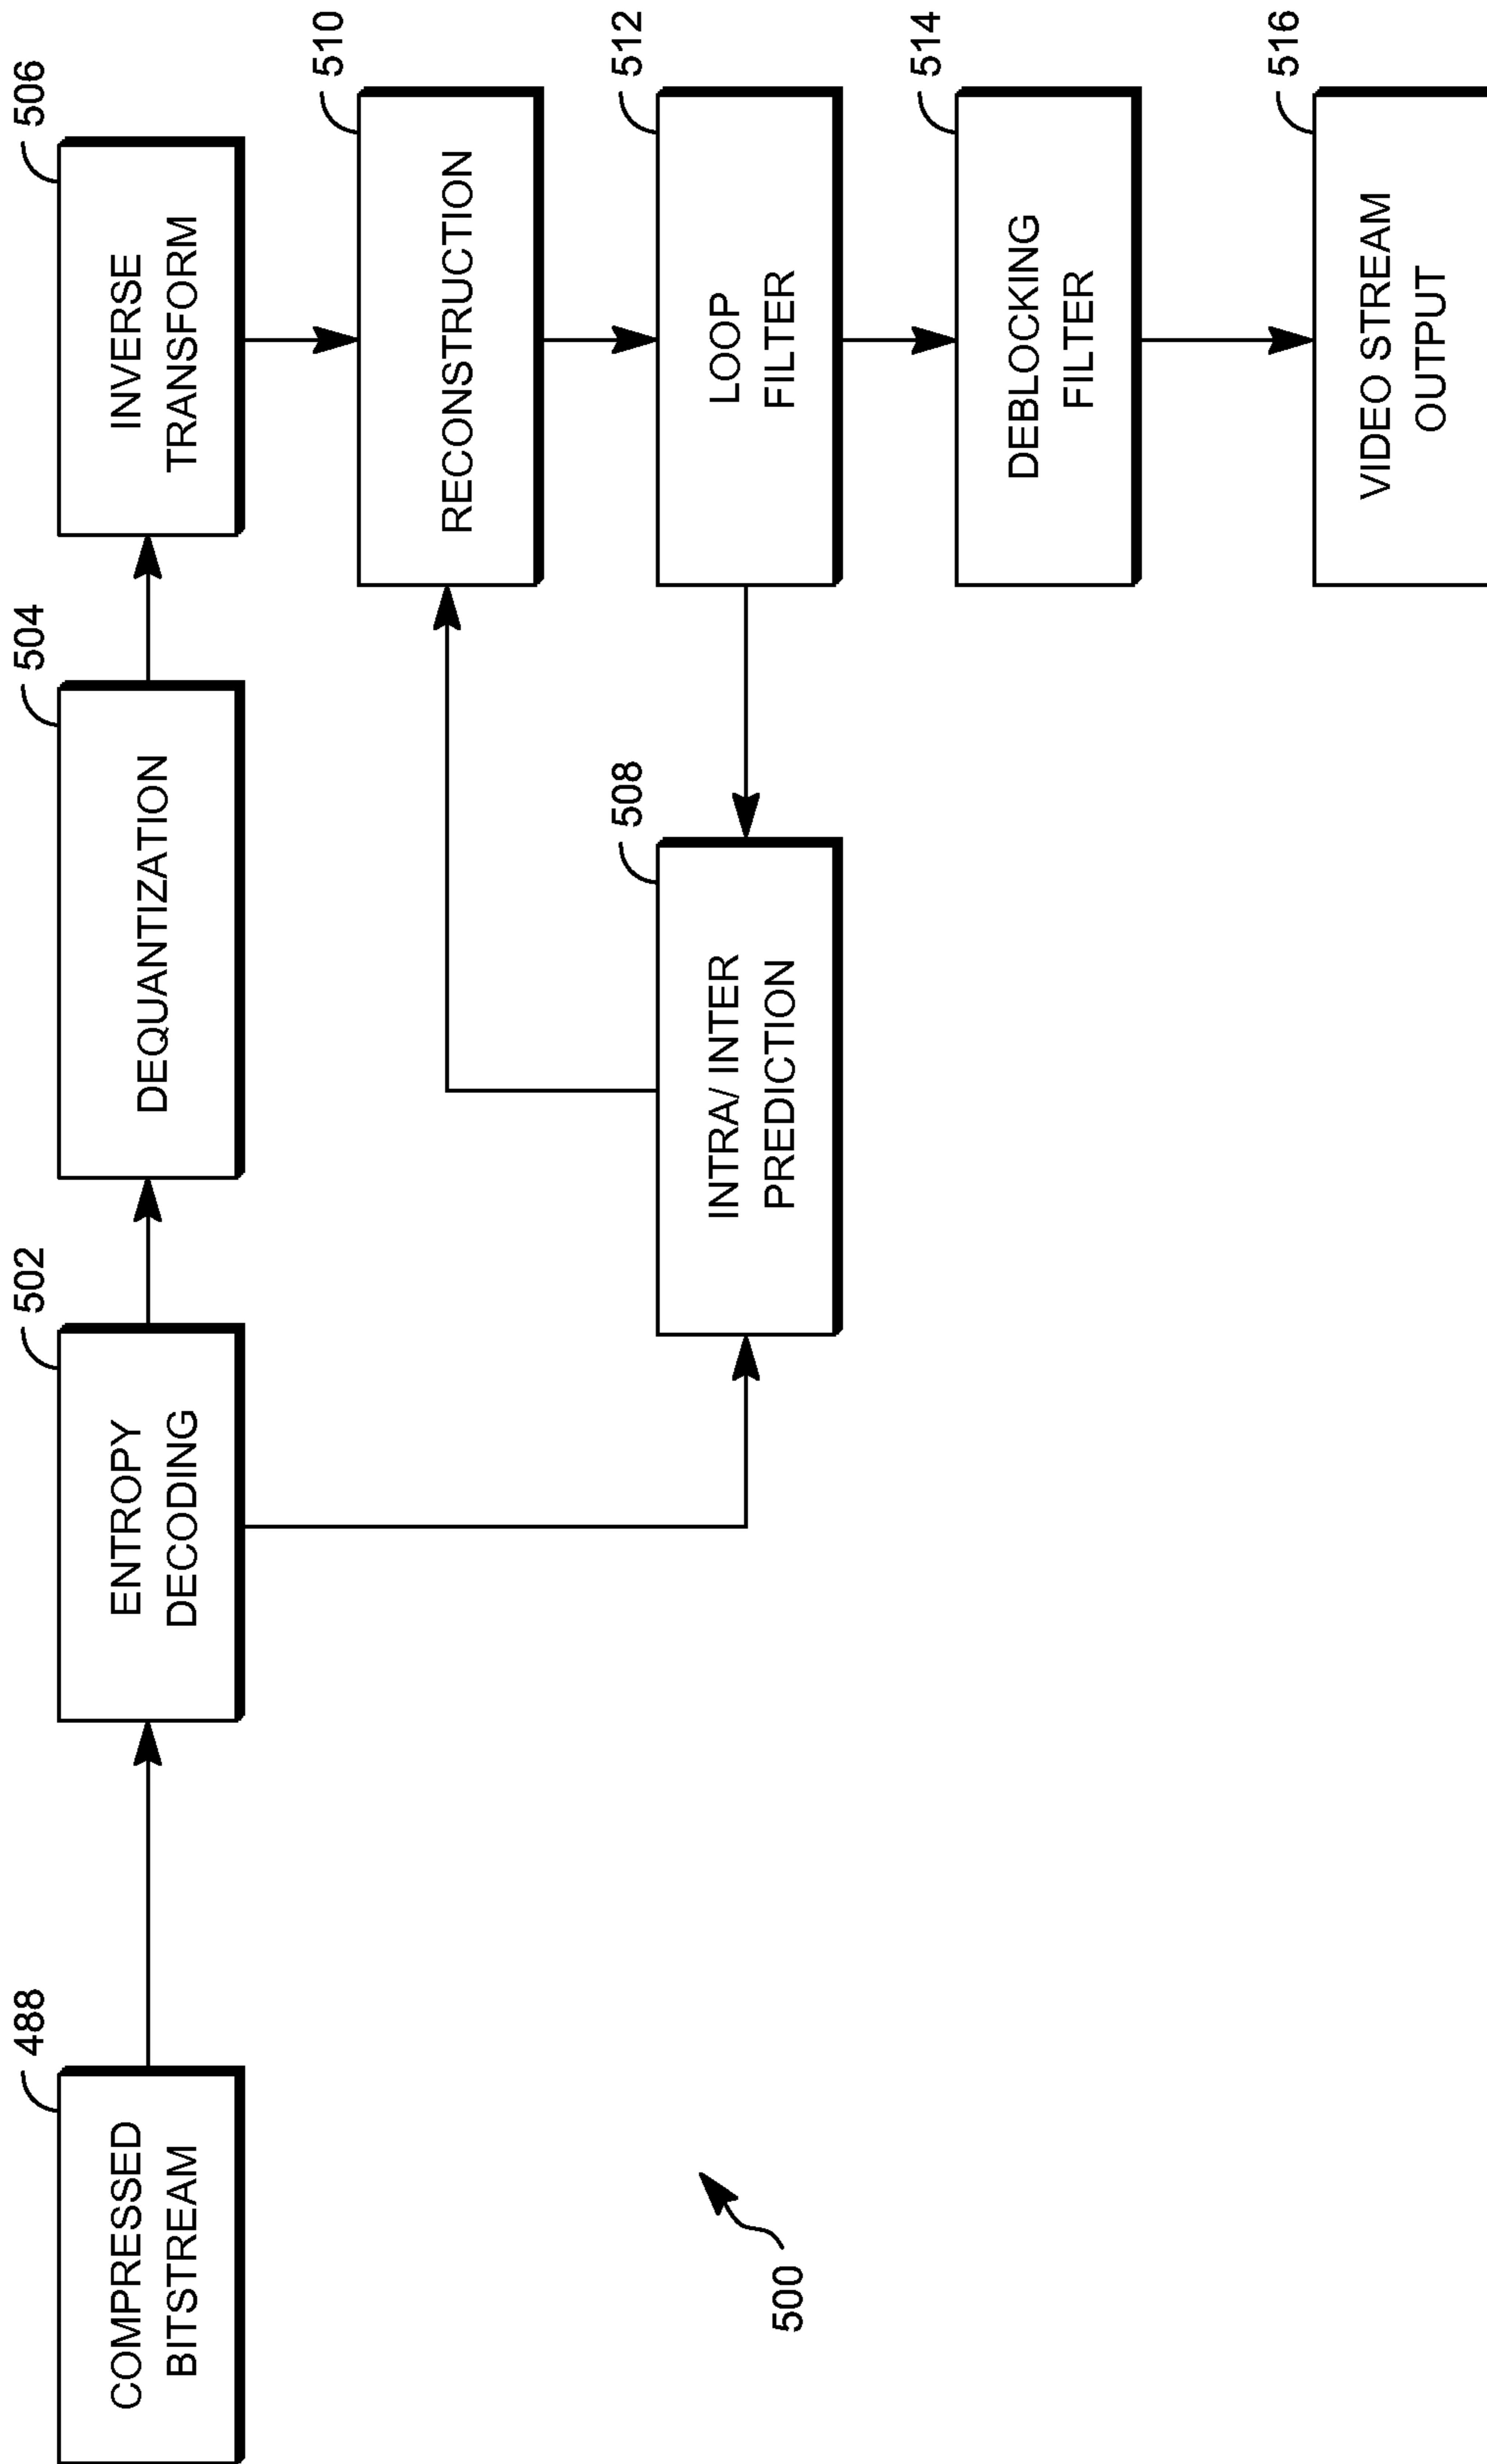 488
COMPRESSED
BITSTREAM
502
ENTROPY
DECODING
504
DEQUANTIZATION
506
INVERSE
TRANSFORM
508
INTRA/ INTER
PREDICTION
510
RECONSTRUCTION
512
LOOP
FILTER
514
DEBLOCKING
FILTER
516
VIDEO STREAM
OUTPUT
500